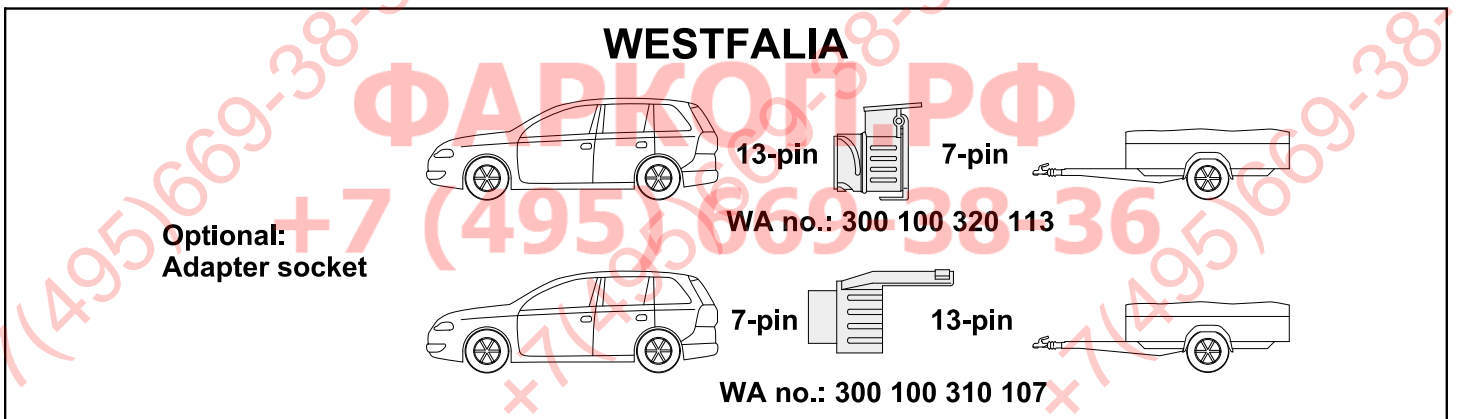 WESTFALIA
ФАРКОП.РФ
+7 (495) 669-38-36
13-pin
7-pin
WA no.: 300 100 320 113
Optional:
Adapter socket
7-pin
13-pin
WA no.: 300 100 310 107